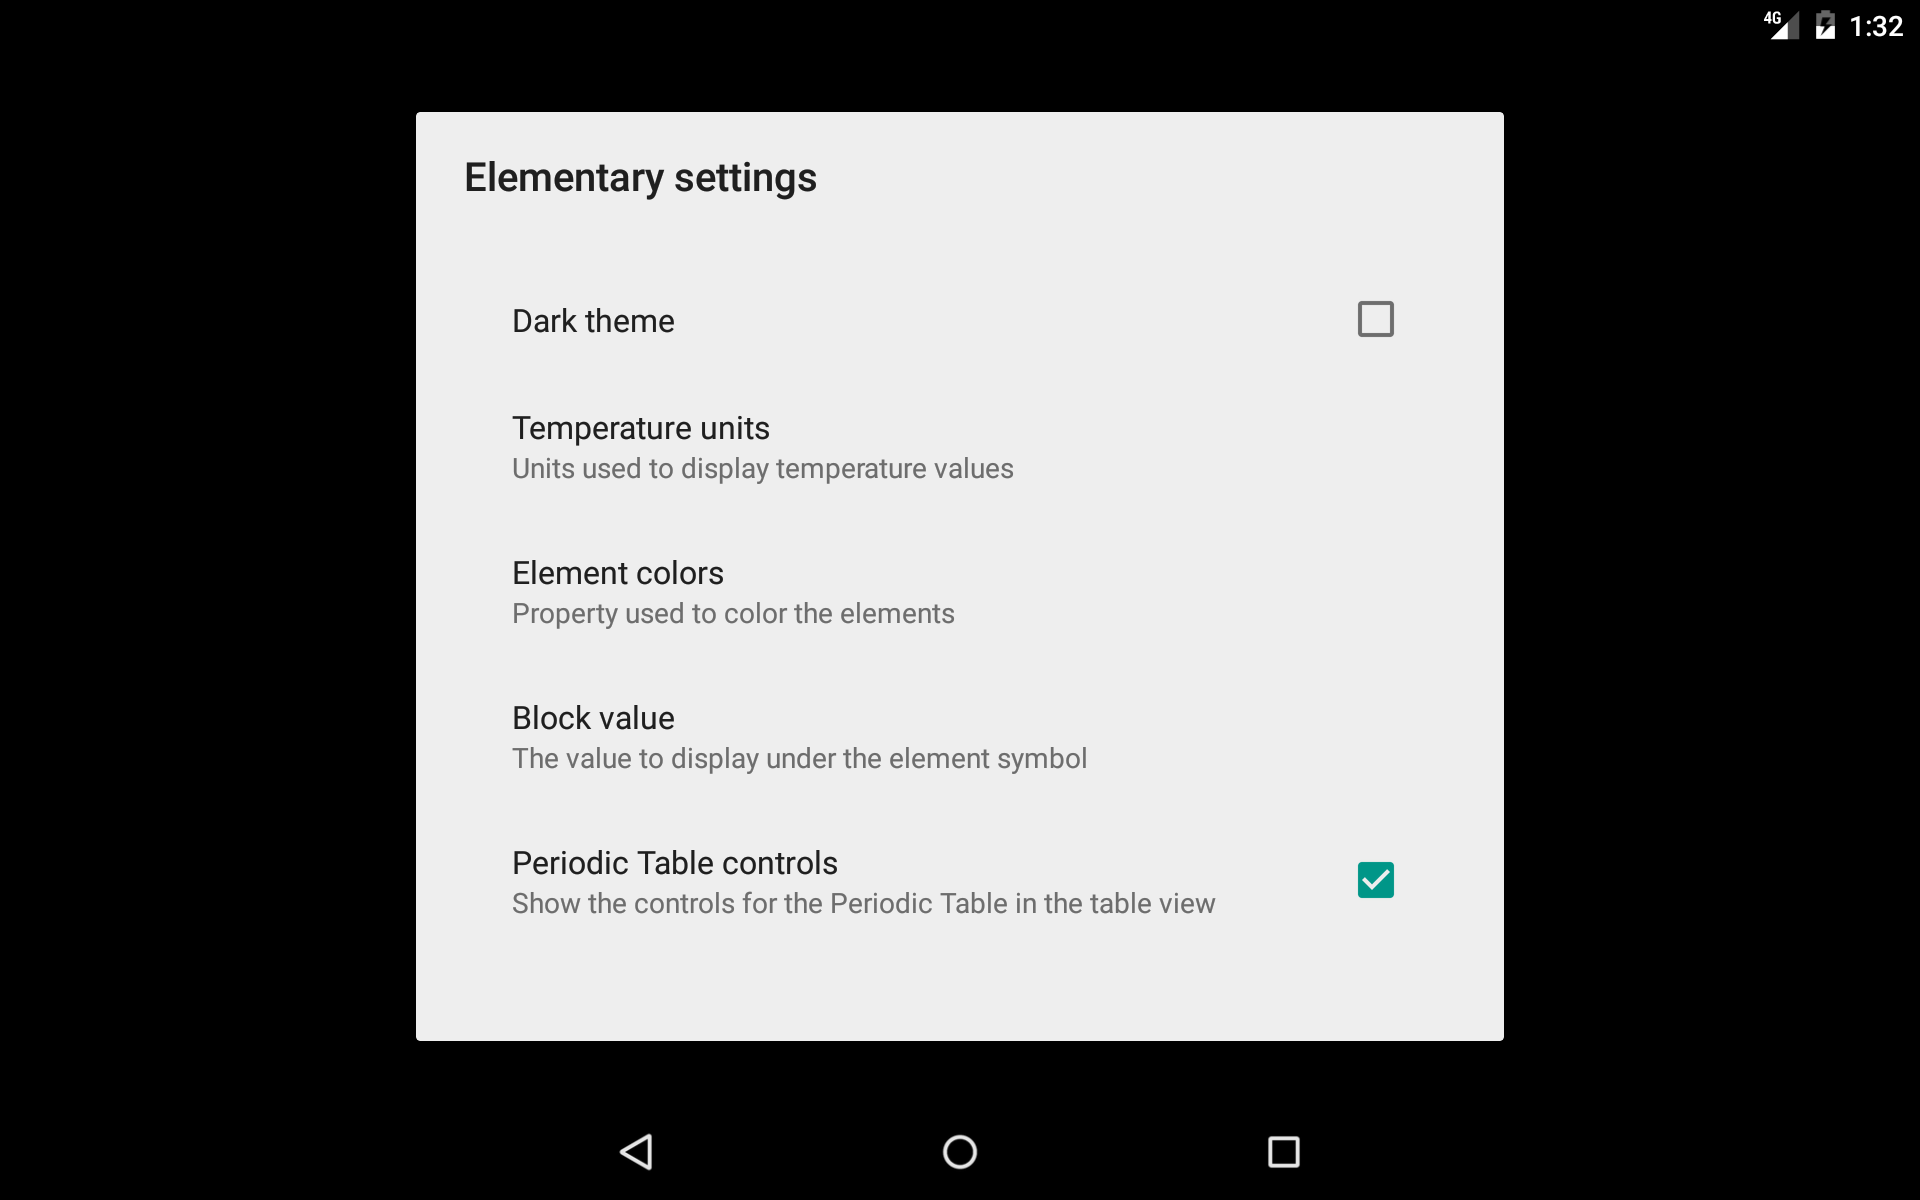 4G 1:32
Elementary settings
Dark theme
Temperature units
Units used to display temperature values
Element colors
Property used to color the elements
Block value
The value to display under the element symbol
Periodic Table controls
Show the controls for the Periodic Table in the table view